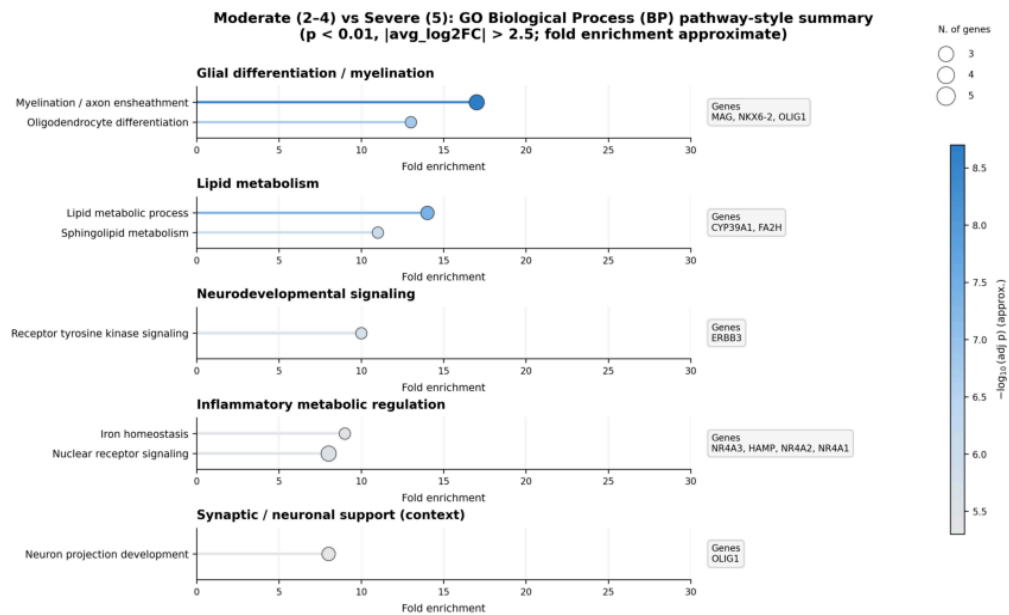 Moderate (2–4) vs Severe (5): GO Biological Process (BP) pathway-style summary
(p < 0.01, |avg_log2FC| > 2.5; fold enrichment approximate)
N. of genes
3
4
5
Glial differentiation / myelination
Myelination / axon ensheathment
Oligodendrocyte differentiation
Genes
MAG, NKX6-2, OLIG1
0 5 10 15 20 25 30
Fold enrichment
Lipid metabolism
Lipid metabolic process
Sphingolipid metabolism
Genes
CYP39A1, FA2H
0 5 10 15 20 25 30
Fold enrichment
Neurodevelopmental signaling
Receptor tyrosine kinase signaling
Genes
ERBB3
0 5 10 15 20 25 30
Fold enrichment
Inflammatory metabolic regulation
Iron homeostasis
Nuclear receptor signaling
Genes
NR4A3, HAMP, NR4A2, NR4A1
0 5 10 15 20 25 30
Fold enrichment
Synaptic / neuronal support (context)
Neuron projection development
Genes
OLIG1
0 5 10 15 20 25 30
Fold enrichment
8.5
8.0
7.5
7.0
6.5
6.0
5.5
−log₁₀(adj p) (approx.)